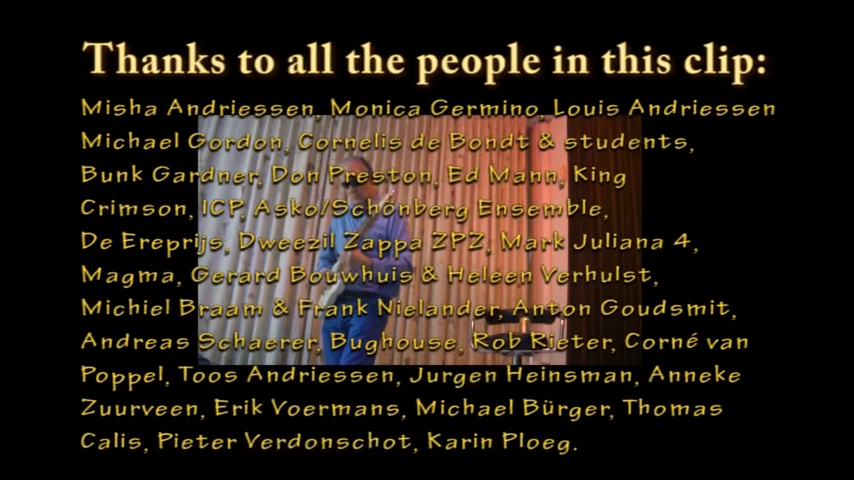 Thanks to all the people in this clip:
Misha Andriessen, Monica Germino, Louis Andriessen
Michael Gordon, Cornelis de Bondt & students,
Bunk Gardner, Don Preston, Ed Mann, King
Crimson, ICP, Asko/Schönberg Ensemble,
De Ereprijs, Dweezil Zappa ZPZ, Mark Juliana 4,
Magma, Gerard Bouwhuis & Heleen Verhulst,
Michiel Braam & Frank Nielander, Anton Goudsmit,
Andreas Schaerer, Bughouse, Rob Rieter, Corné van
Poppel, Toos Andriessen, Jurgen Heinsman, Anneke
Zuurveen, Erik Voermans, Michael Bürger, Thomas
Calis, Pieter Verdonschot, Karin Ploeg.